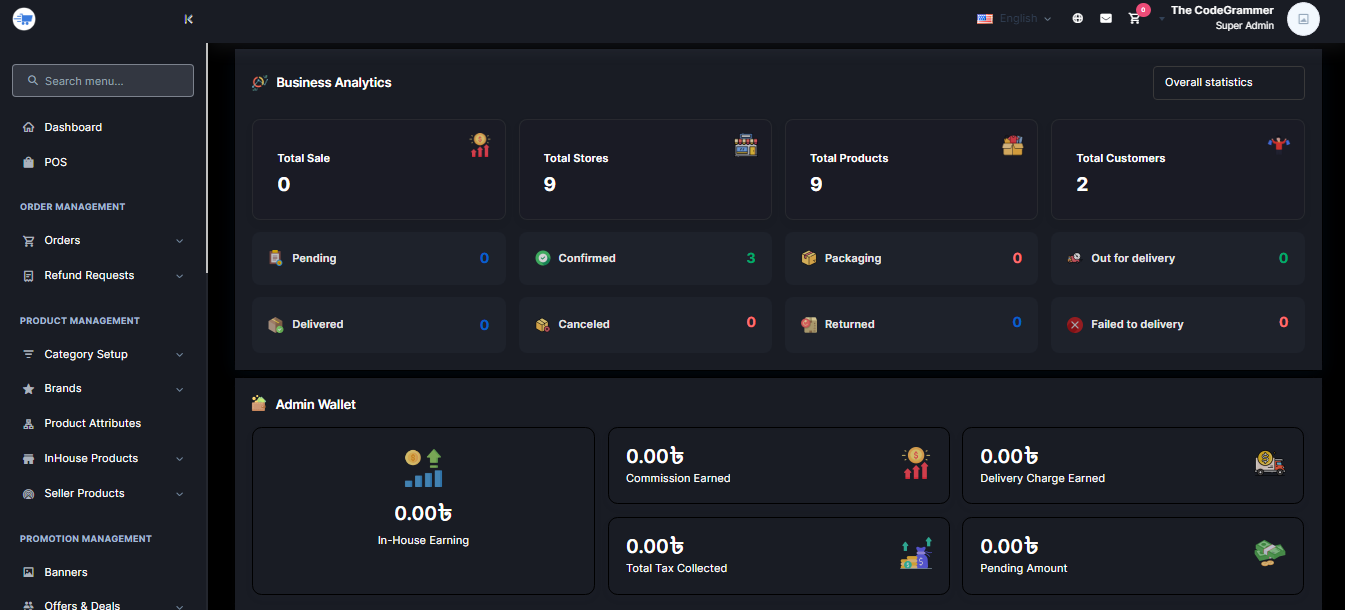 English
0
The CodeGrammer
Super Admin
Search menu...
Dashboard
POS
ORDER MANAGEMENT
Orders
Refund Requests
PRODUCT MANAGEMENT
Category Setup
Brands
Product Attributes
InHouse Products
Seller Products
PROMOTION MANAGEMENT
Banners
Offers & Deals
Business Analytics
Overall statistics
Total Sale
0
Total Stores
9
Total Products
9
Total Customers
2
Pending 0
Confirmed 3
Packaging 0
Out for delivery 0
Delivered 0
Canceled 0
Returned 0
Failed to delivery 0
Admin Wallet
0.00৳
In-House Earning
0.00৳
Commission Earned
0.00৳
Delivery Charge Earned
0.00৳
Total Tax Collected
0.00৳
Pending Amount